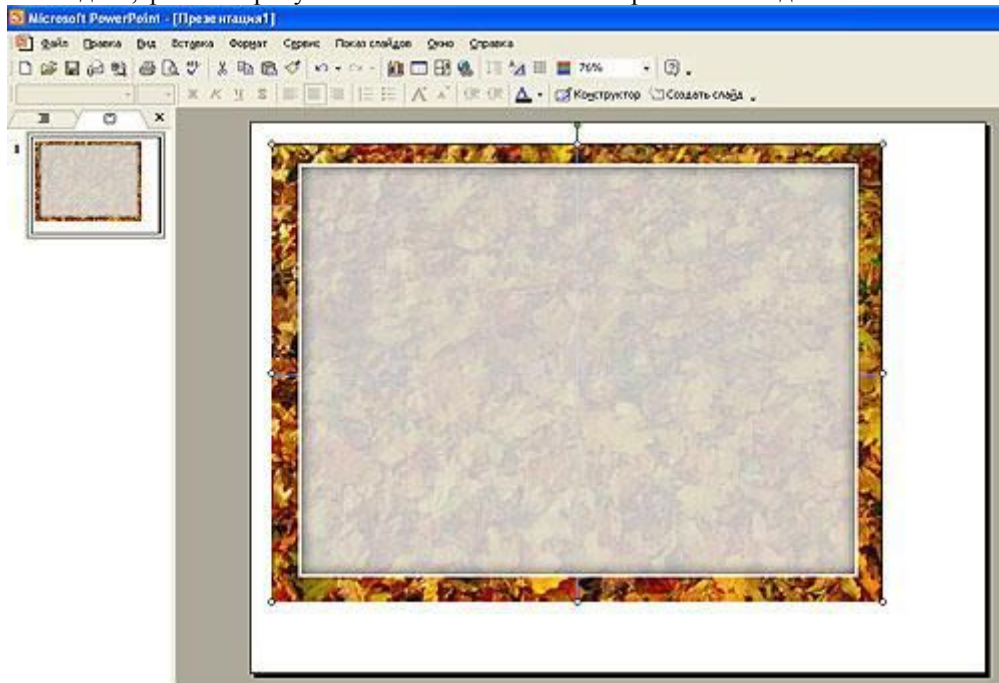 Microsoft PowerPoint - [Презентация1]
Файл Правка Вид Вставка Формат Сервис Показ слайдов Окно Справка
76%
Ж К Ч S Конструктор Создать слайд
1